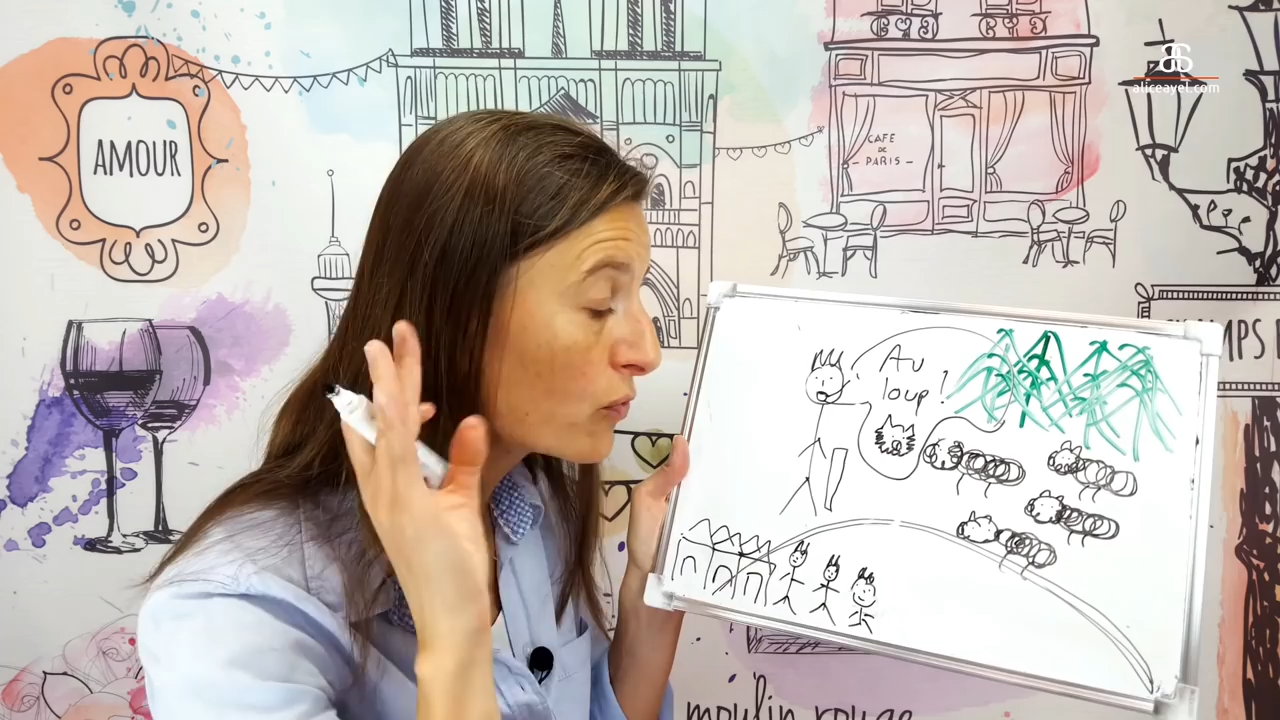 aliceayel.com
AMOUR
CAFE
DE
- PARIS -
MPS
Au
loup!
moulin rouge